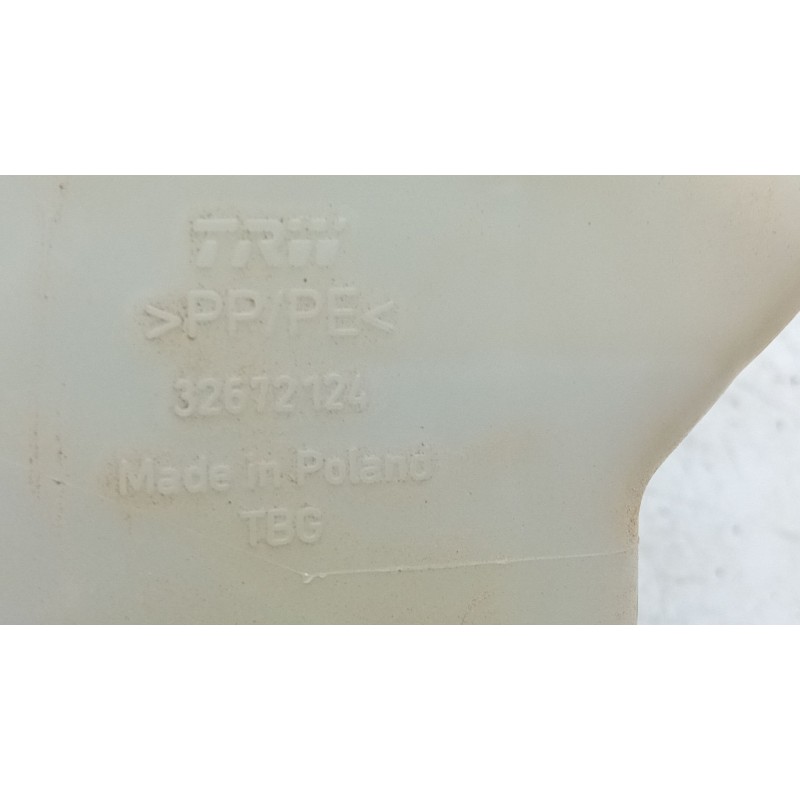 TRW
>PP/PE<
32672124
Made in Poland
TBG